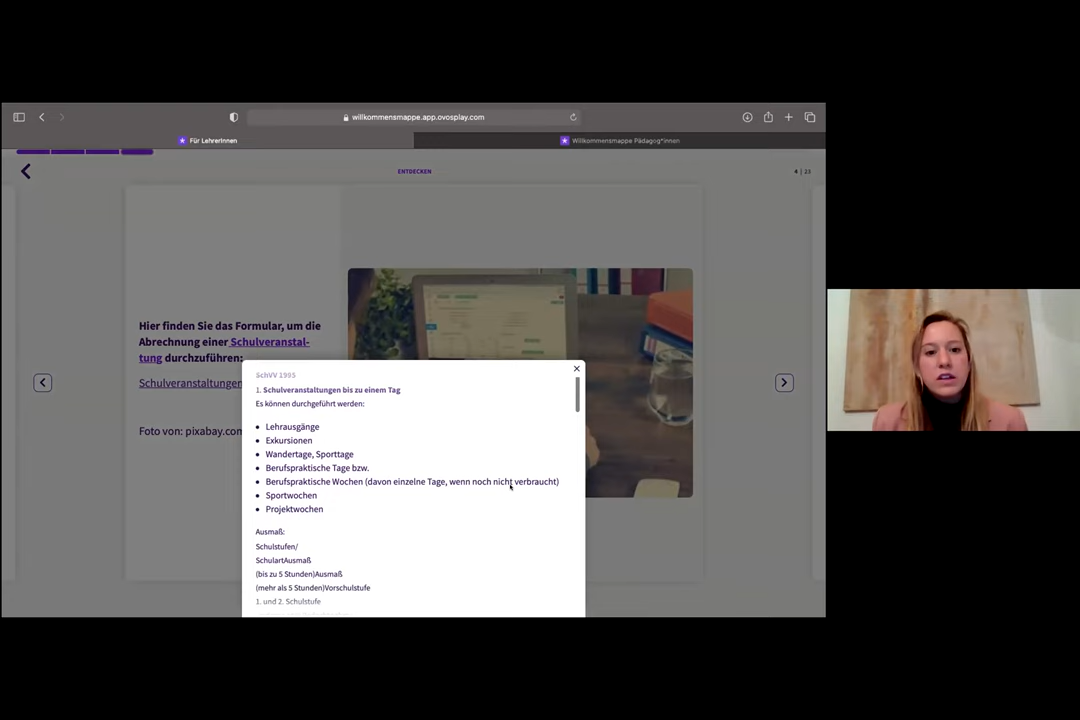 willkommensmappe.app.ovosplay.com
Für LehrerInnen
Willkommensmappe Pädagog*innen
ENTDECKEN
4 | 23
Hier finden Sie das Formular, um die
Abrechnung einer Schulveranstal-
tung durchzuführen:
Schulveranstaltungen
Foto von: pixabay.com
SchVV 1995
1. Schulveranstaltungen bis zu einem Tag
Es können durchgeführt werden:
Lehrausgänge
Exkursionen
Wandertage, Sporttage
Berufspraktische Tage bzw.
Berufspraktische Wochen (davon einzelne Tage, wenn noch nicht verbraucht)
Sportwochen
Projektwochen
Ausmaß:
Schulstufen/
SchulartAusmaß
(bis zu 5 Stunden)Ausmaß
(mehr als 5 Stunden)Vorschulstufe
1. und 2. Schulstufe